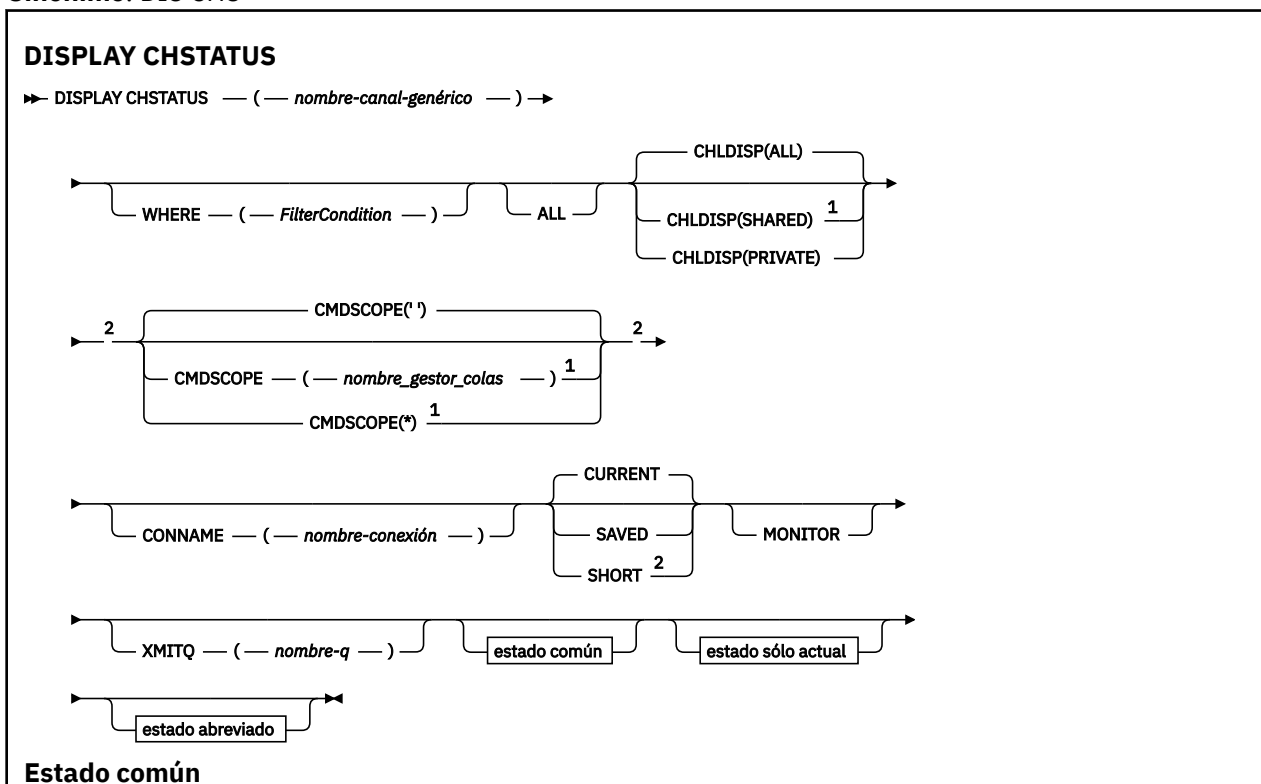 DISPLAY CHSTATUS
DISPLAY CHSTATUS ( nombre-canal-genérico )
CHLDISP(ALL)
WHERE ( FilterCondition ) ALL CHLDISP(SHARED) 1
CHLDISP(PRIVATE)
CMDSCOPE(' ')
2 2
CMDSCOPE ( nombre_gestor_colas ) 1
CMDSCOPE(*) 1
CURRENT
CONNAME ( nombre-conexión ) SAVED MONITOR
SHORT 2
XMITQ ( nombre-q ) estado común estado sólo actual
estado abreviado
Estado común